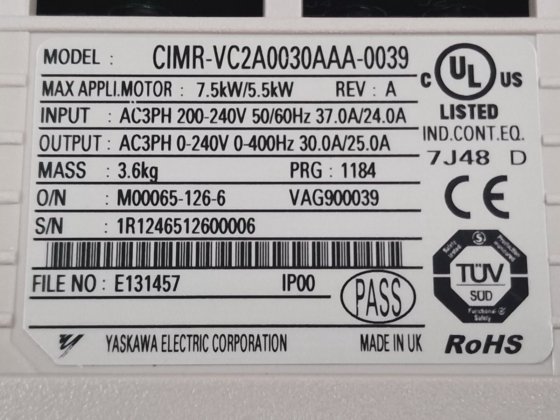 MODEL : CIMR-VC2A0030AAA-0039
MAX APPLI.MOTOR : 7.5kW/5.5kW REV : A
INPUT : AC3PH 200-240V 50/60Hz 37.0A/24.0A
OUTPUT : AC3PH 0-240V 0-400Hz 30.0A/25.0A
MASS : 3.6kg PRG : 1184
O/N : M00065-126-6 VAG900039
S/N : 1R1246512600006
FILE NO : E131457 IP00
PASS
YASKAWA ELECTRIC CORPORATION MADE IN UK
C UL US
LISTED
IND.CONT.EQ.
7J48 D
CE
TÜV
SÜD
Functional
Safety
RoHS